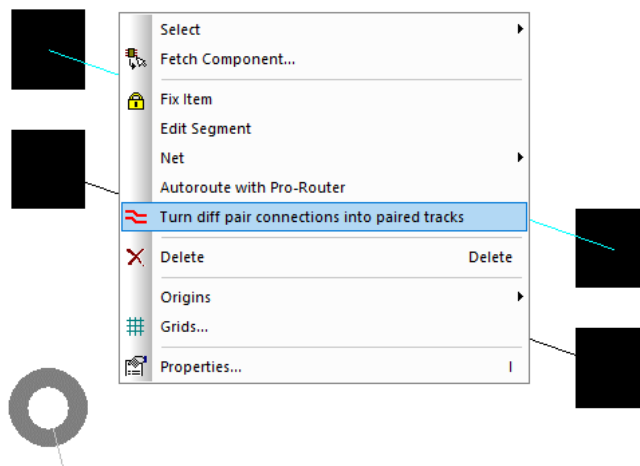 Select
Fetch Component...
Fix Item
Edit Segment
Net
Autoroute with Pro-Router
Turn diff pair connections into paired tracks
Delete Delete
Origins
Grids...
Properties... I